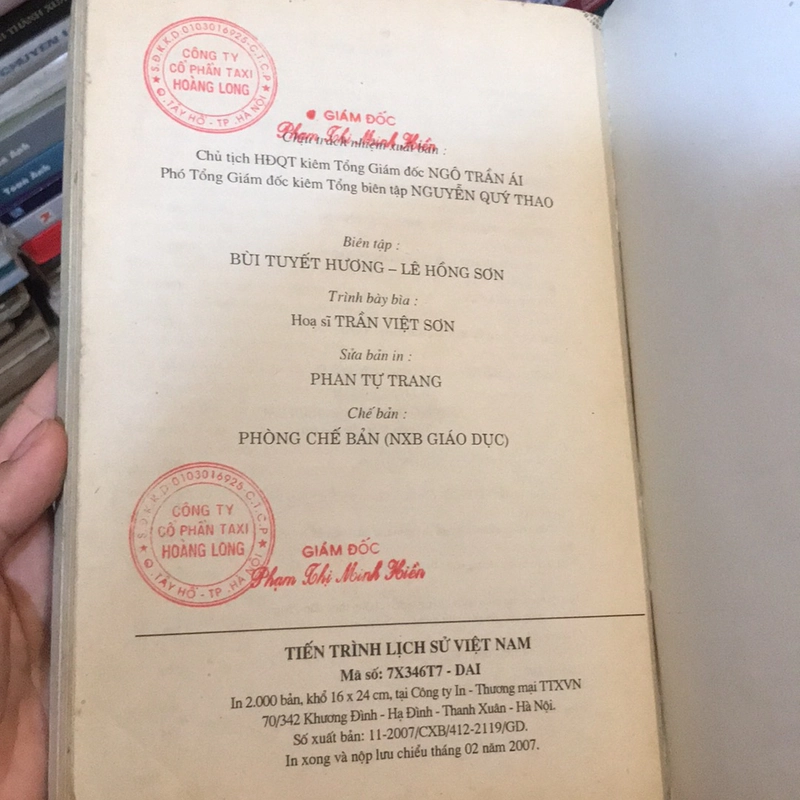 S.Đ.K.K.D.0103016925-C.T.C.P
CÔNG TY
CỔ PHẦN TAXI
HOÀNG LONG
Q. TÂY HỒ - TP. HÀ NỘI
GIÁM ĐỐC
Phạm Thị Minh Hiền
Chịu trách nhiệm xuất bản :
Chủ tịch HĐQT kiêm Tổng Giám đốc NGÔ TRẦN ÁI
Phó Tổng Giám đốc kiêm Tổng biên tập NGUYỄN QUÝ THAO
Biên tập :
BÙI TUYẾT HƯƠNG – LÊ HỒNG SƠN
Trình bày bìa :
Hoạ sĩ TRẦN VIỆT SƠN
Sửa bản in :
PHAN TỰ TRANG
Chế bản :
PHÒNG CHẾ BẢN (NXB GIÁO DỤC)
S.Đ.K.K.D.0103016925-C.T.C.P
CÔNG TY
CỔ PHẦN TAXI
HOÀNG LONG
Q. TÂY HỒ - TP. HÀ NỘI
GIÁM ĐỐC
Phạm Thị Minh Hiền
TIẾN TRÌNH LỊCH SỬ VIỆT NAM
Mã số: 7X346T7 - DAI
In 2.000 bản, khổ 16 x 24 cm, tại Công ty In - Thương mại TTXVN
70/342 Khương Đình - Hạ Đình - Thanh Xuân - Hà Nội.
Số xuất bản: 11-2007/CXB/412-2119/GD.
In xong và nộp lưu chiểu tháng 02 năm 2007.